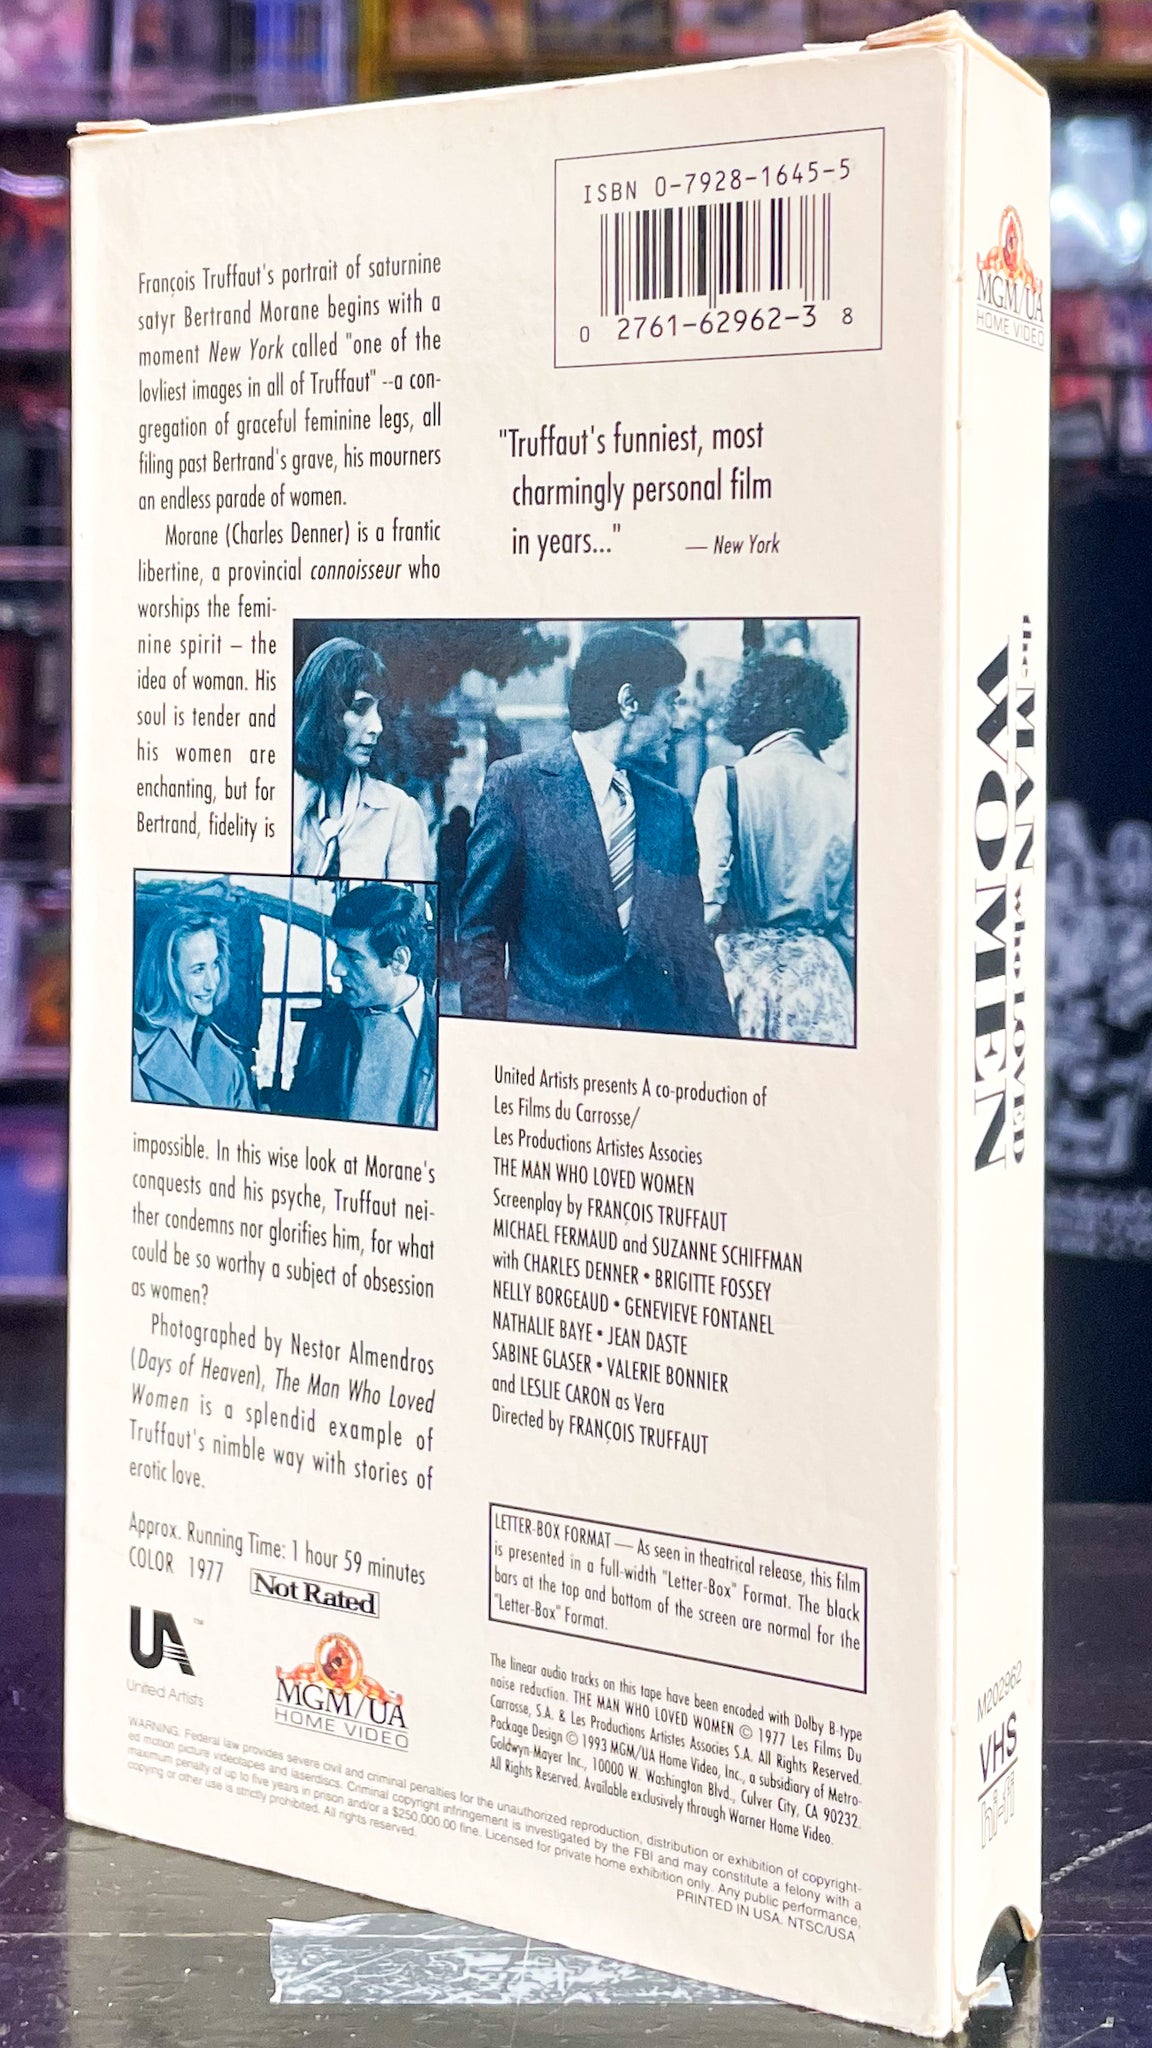 ISBN 0-7928-1645-5
0 2761-62962-3 8
François Truffaut's portrait of saturnine
satyr Bertrand Morane begins with a
moment New York called "one of the
lovliest images in all of Truffaut" --a con-
gregation of graceful feminine legs, all
filing past Bertrand's grave, his mourners
an endless parade of women.
Morane (Charles Denner) is a frantic
libertine, a provincial connoisseur who
worships the femi-
nine spirit – the
idea of woman. His
soul is tender and
his women are
enchanting, but for
Bertrand, fidelity is
impossible. In this wise look at Morane's
conquests and his psyche, Truffaut nei-
ther condemns nor glorifies him, for what
could be so worthy a subject of obsession
as women?
Photographed by Nestor Almendros
(Days of Heaven), The Man Who Loved
Women is a splendid example of
Truffaut's nimble way with stories of
erotic love.
Approx. Running Time: 1 hour 59 minutes
COLOR 1977
Not Rated
UA™
United Artists
MGM/UA
HOME VIDEO
"Truffaut's funniest, most
charmingly personal film
in years..."
— New York
United Artists presents A co-production of
Les Films du Carrosse/
Les Productions Artistes Associes
THE MAN WHO LOVED WOMEN
Screenplay by FRANÇOIS TRUFFAUT
MICHAEL FERMAUD and SUZANNE SCHIFFMAN
with CHARLES DENNER • BRIGITTE FOSSEY
NELLY BORGEAUD • GENEVIEVE FONTANEL
NATHALIE BAYE • JEAN DASTE
SABINE GLASER • VALERIE BONNIER
and LESLIE CARON as Vera
Directed by FRANÇOIS TRUFFAUT
LETTER-BOX FORMAT — As seen in theatrical release, this film
is presented in a full-width "Letter-Box" Format. The black
bars at the top and bottom of the screen are normal for the
"Letter-Box" Format.
The linear audio tracks on this tape have been encoded with Dolby B-type
noise reduction. THE MAN WHO LOVED WOMEN © 1977 Les Films Du
Carrosse, S.A. & Les Productions Artistes Associes S.A. All Rights Reserved.
Package Design © 1993 MGM/UA Home Video, Inc., a subsidiary of Metro-
Goldwyn-Mayer Inc., 10000 W. Washington Blvd., Culver City, CA 90232.
All Rights Reserved. Available exclusively through Warner Home Video.
WARNING: Federal law provides severe civil and criminal penalties for the unauthorized reproduction, distribution or exhibition of copyright-
ed motion picture videotapes and laserdiscs. Criminal copyright infringement is investigated by the FBI and may constitute a felony with a
maximum penalty of up to five years in prison and/or a $250,000.00 fine. Licensed for private home exhibition only. Any public performance,
copying or other use is strictly prohibited. All rights reserved.
PRINTED IN USA. NTSC/USA
MGM/UA
HOME VIDEO
THE MAN WHO LOVED
WOMEN
M202962
VHS
hi-fi